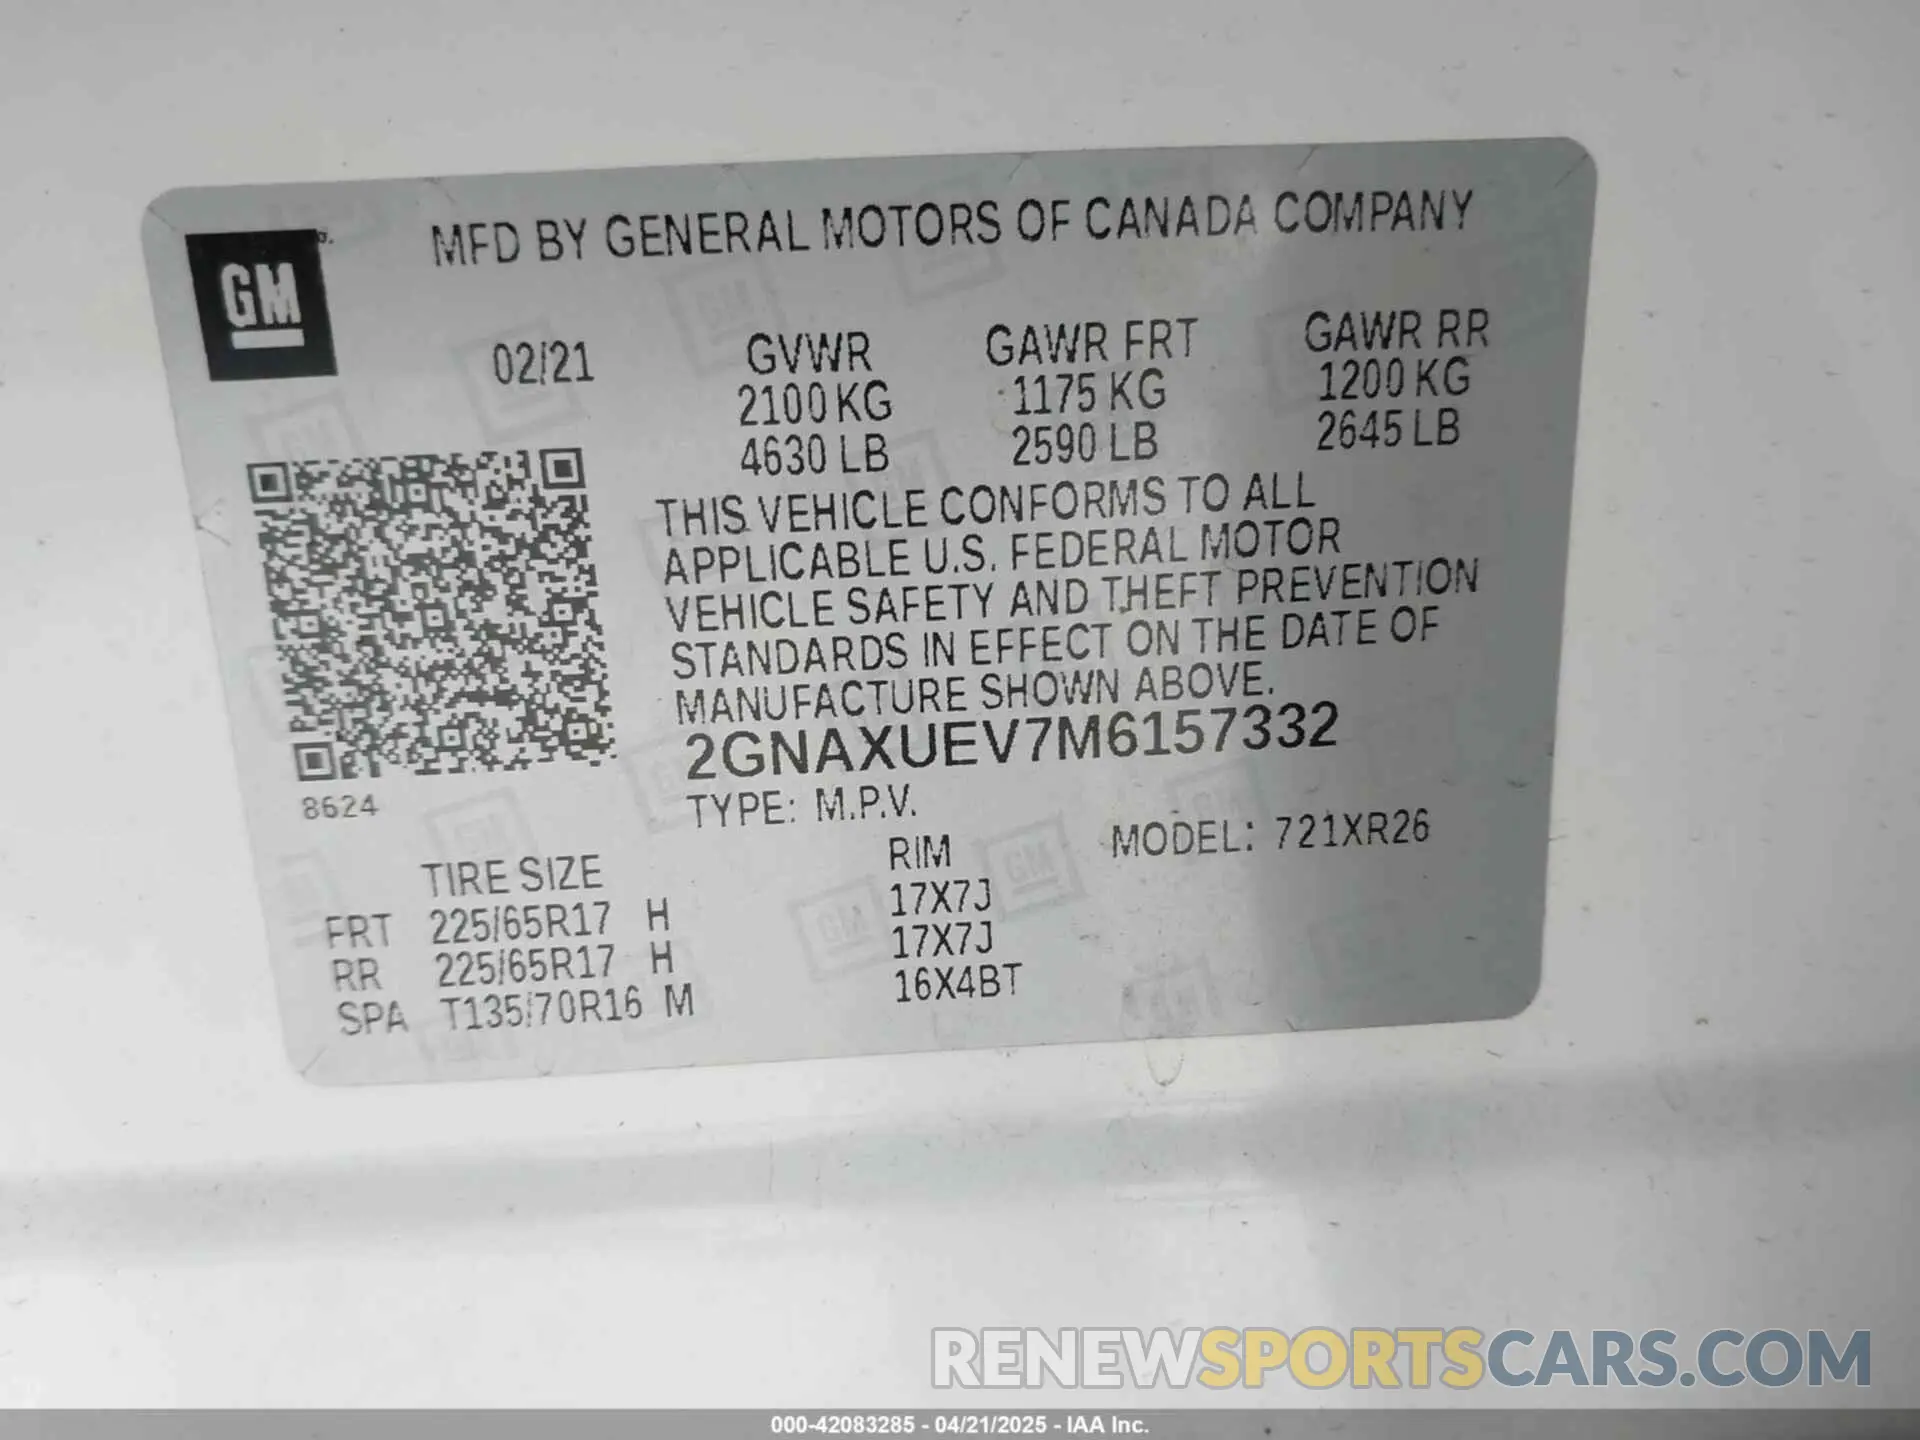 MFD BY GENERAL MOTORS OF CANADA COMPANY
GM
02/21
GVWR GAWR FRT GAWR RR
2100 KG 1175 KG 1200 KG
4630 LB 2590 LB 2645 LB
THIS VEHICLE CONFORMS TO ALL
APPLICABLE U.S. FEDERAL MOTOR
VEHICLE SAFETY AND THEFT PREVENTION
STANDARDS IN EFFECT ON THE DATE OF
MANUFACTURE SHOWN ABOVE.
2GNAXUEV7M6157332
8624
TYPE: M.P.V.
MODEL: 721XR26
TIRE SIZE RIM
FRT 225/65R17 H 17X7J
RR 225/65R17 H 17X7J
SPA T135/70R16 M 16X4BT
RENEWSPORTSCARS.COM
000-42083285 - 04/21/2025 - IAA Inc.